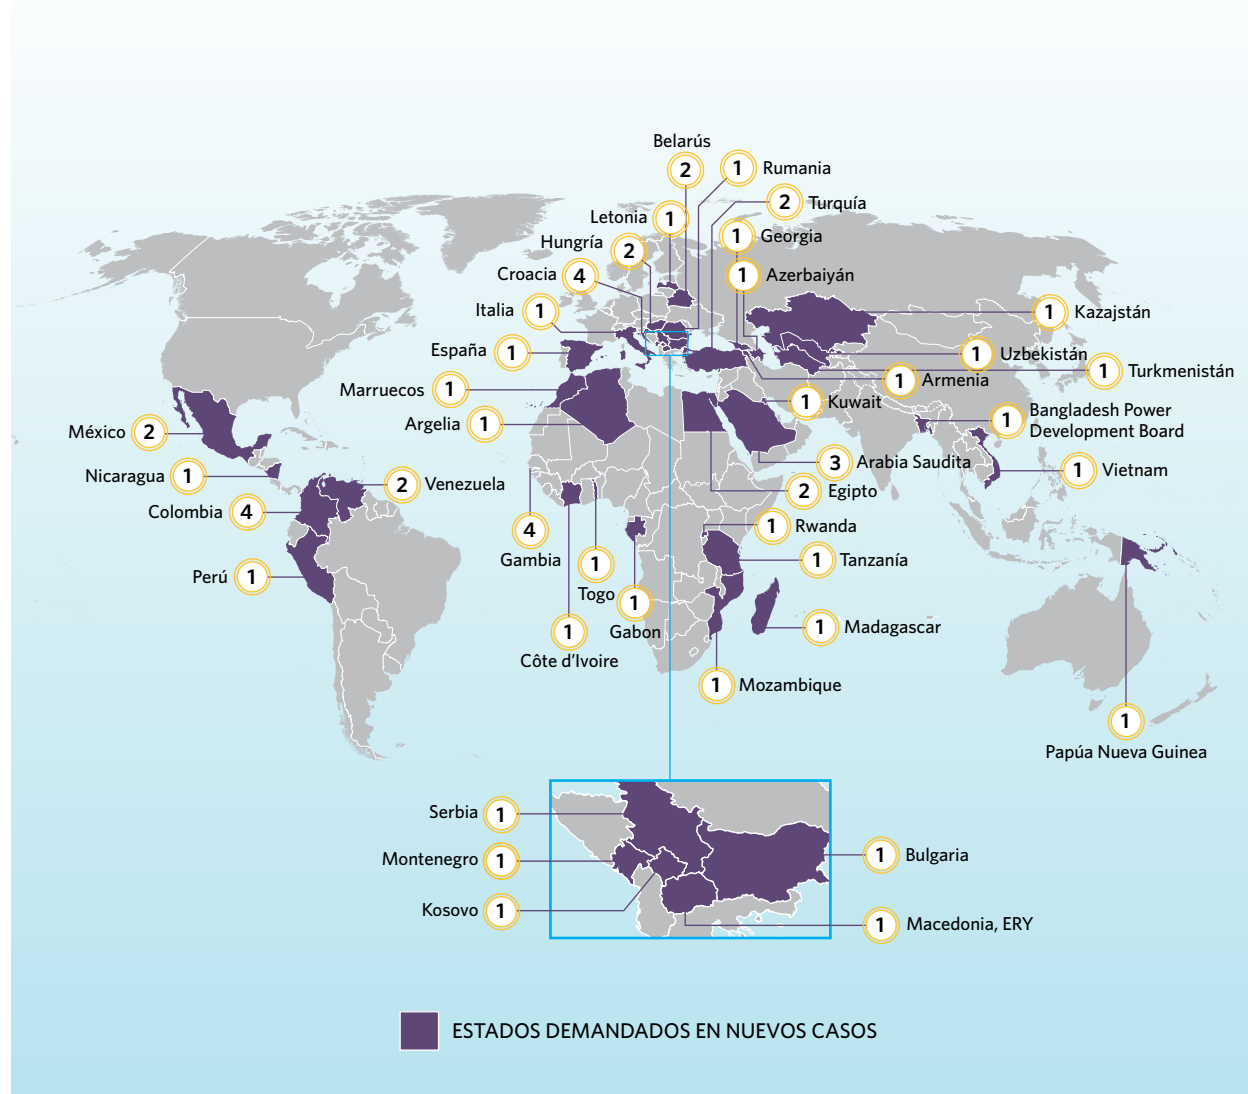 Belarús
2
1 Rumania
2 Turquía
Letonia 1
1 Georgia
Hungría 2
Croacia 4
1 Azerbaiyán
Italia 1
1 Kazajstán
España 1
1 Uzbekistán
1 Turkmenistán
1 Armenia
Marruecos 1
1 Kuwait
1 Bangladesh Power
Development Board
Argelia 1
México 2
3 Arabia Saudita
1 Vietnam
Nicaragua 1
2 Venezuela
2 Egipto
Colombia 4
4
Gambia
1 Rwanda
1 Tanzanía
Perú 1
1
Togo
1
Gabon
1
Côte d'Ivoire
1 Madagascar
1 Mozambique
1
Papúa Nueva Guinea
Serbia 1
Montenegro 1
1 Bulgaria
Kosovo 1
1 Macedonia, ERY
ESTADOS DEMANDADOS EN NUEVOS CASOS